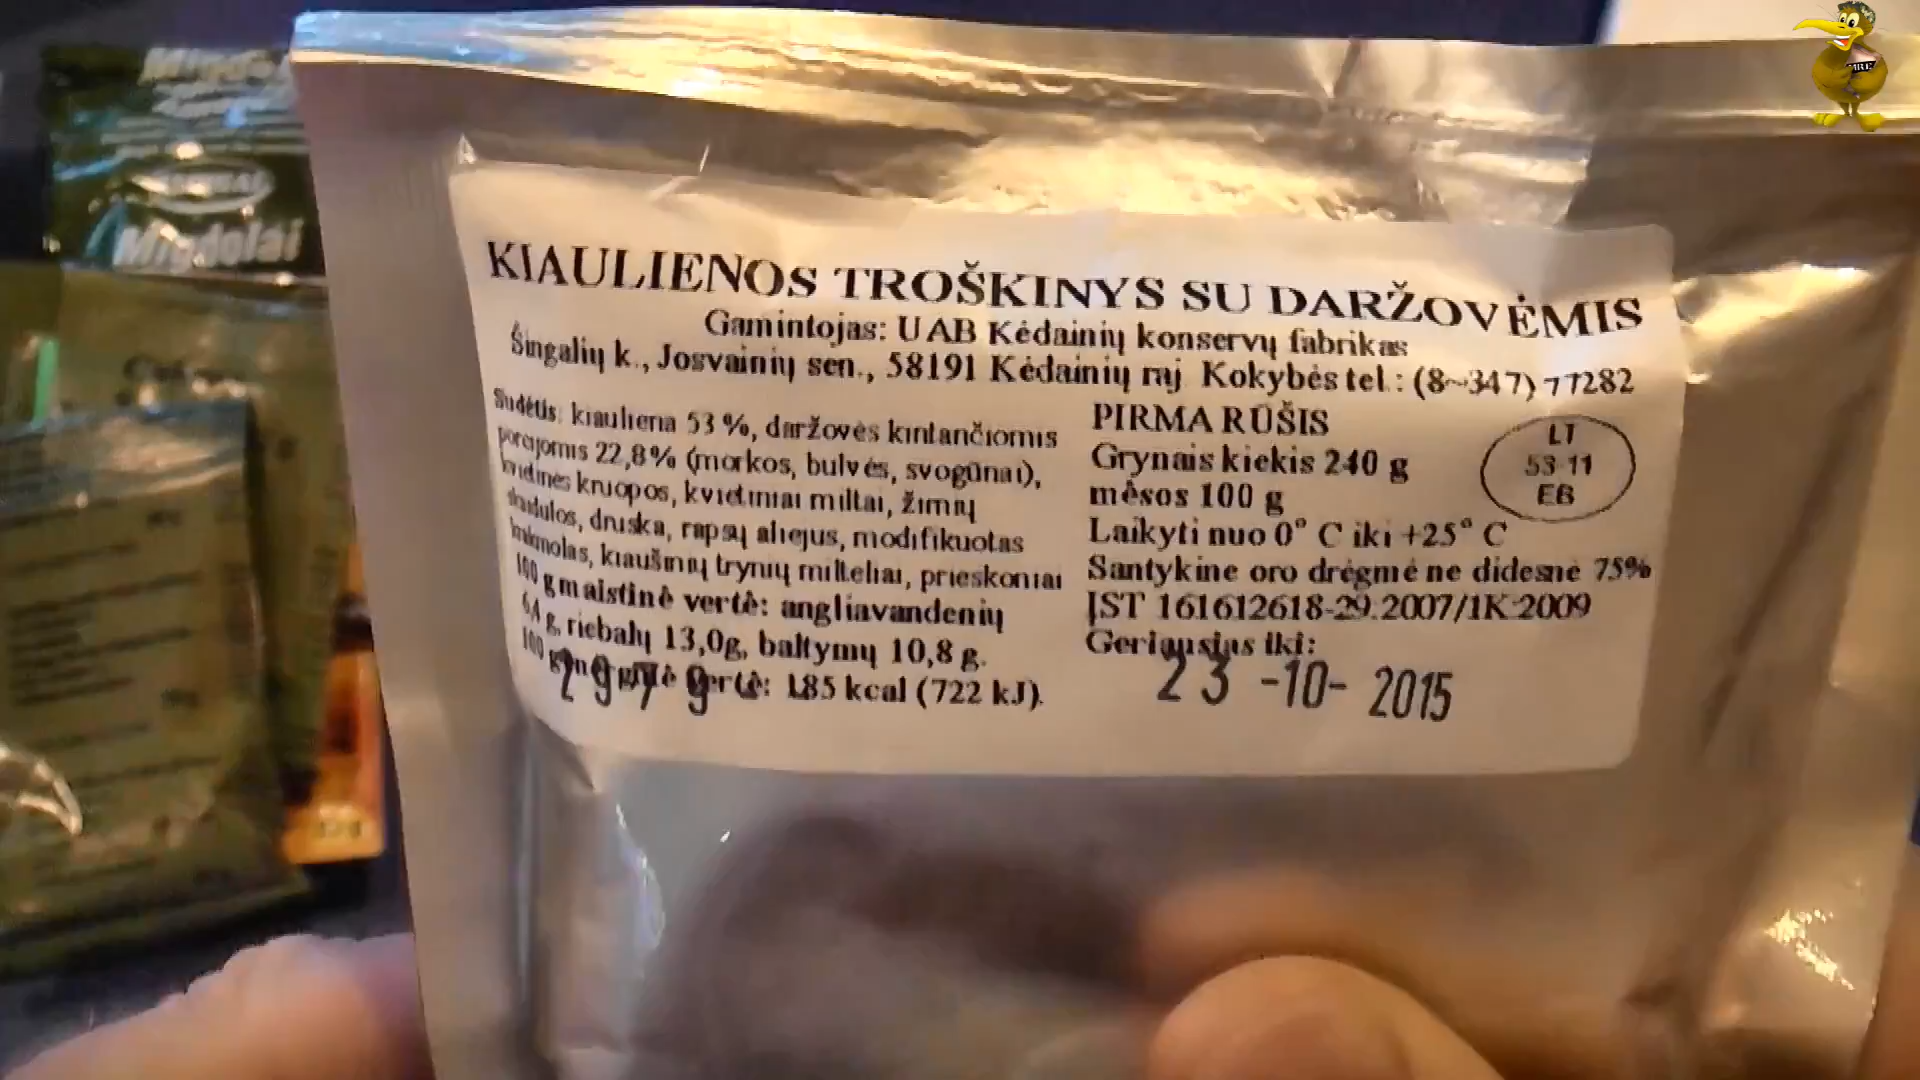 Migdolai
KIAULIENOS TROŠKINYS SU DARŽOVĖMIS
Gamintojas: UAB Kėdainių konservų fabrikas
Šingalių k., Josvainių sen., 58191 Kėdainių raj Kokybės tel.: (8~347) 77282
Sudėtis: kiauliena 53 %, daržovės kintančiomis
porcijomis 22,8% (morkos, bulvės, svogūnai),
kvietinės kruopos, kvietiniai miltai, žirnių
skaidulos, druska, rapsų aliejus, modifikuotas
krakmolas, kiaušinių trynių milteliai, prieskoniai
100 g maistinė vertė: angliavandenių
6,4 g, riebalų 13,0g, baltymų 10,8 g.
100 g vertė: 185 kcal (722 kJ).
2979
PIRMA RŪŠIS
Grynais kiekis 240 g
mėsos 100 g
Laikyti nuo 0° C iki +25° C
Santykine oro drėgmė ne didesnė 75%
ĮST 161612618-29:2007/1K:2009
Geriausias iki:
23 -10- 2015
LT
53-11
EB
MRE